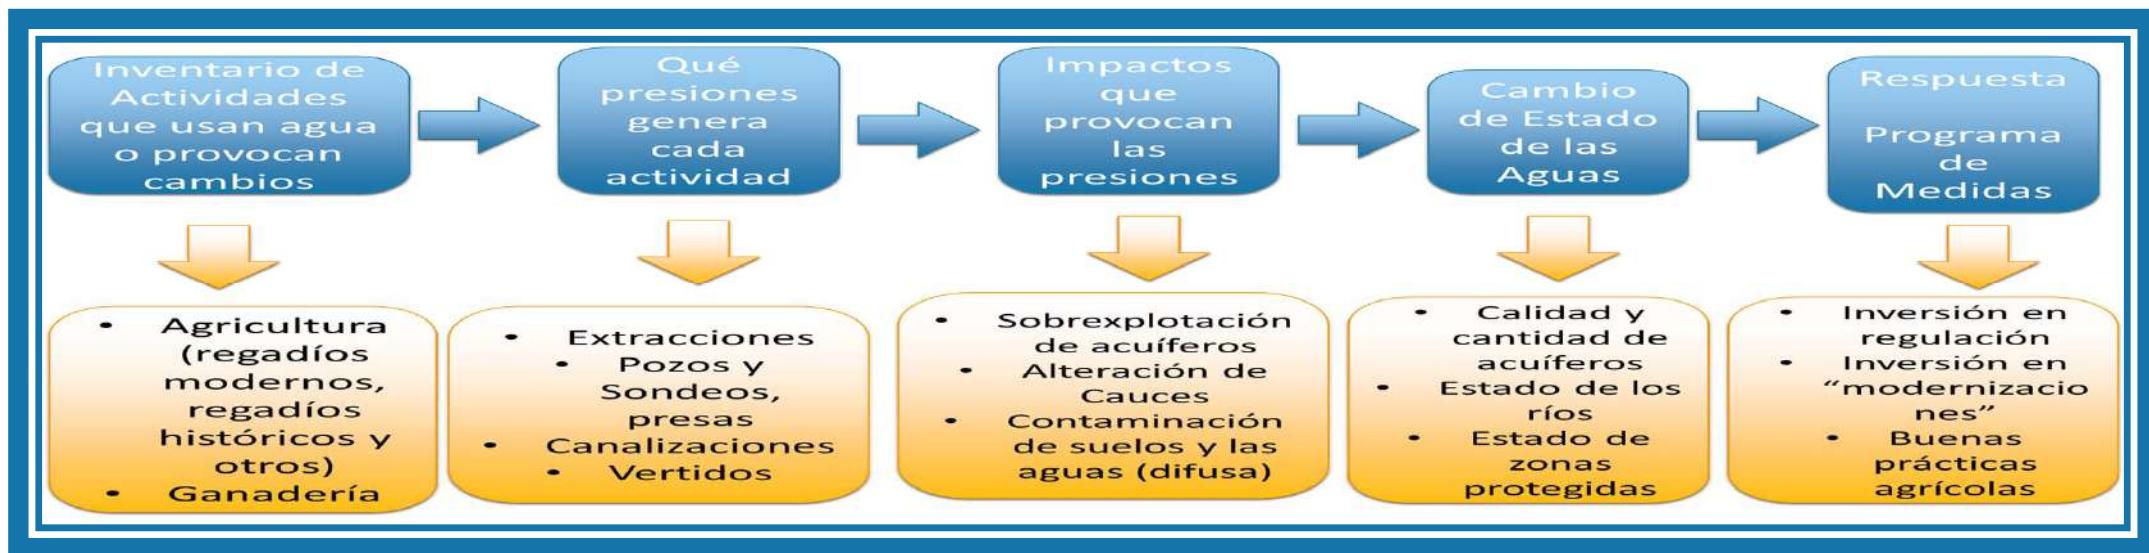 Inventario de
Actividades
que usan agua
o provocan
cambios
Qué
presiones
genera
cada
actividad
Impactos
que
provocan
las
presiones
Cambio
de Estado
de las
Aguas
Respuesta
Programa
de
Medidas
• Agricultura
(regadíos
modernos,
regadíos
históricos y
otros)
• Ganadería
• Extracciones
• Pozos y
Sondeos,
presas
• Canalizaciones
• Vertidos
• Sobrexplotación
de acuíferos
• Alteración de
Cauces
• Contaminación
de suelos y las
aguas (difusa)
• Calidad y
cantidad de
acuíferos
• Estado de los
ríos
• Estado de
zonas
protegidas
• Inversión en
regulación
• Inversión en
“modernizacio
nes”
• Buenas
prácticas
agrícolas